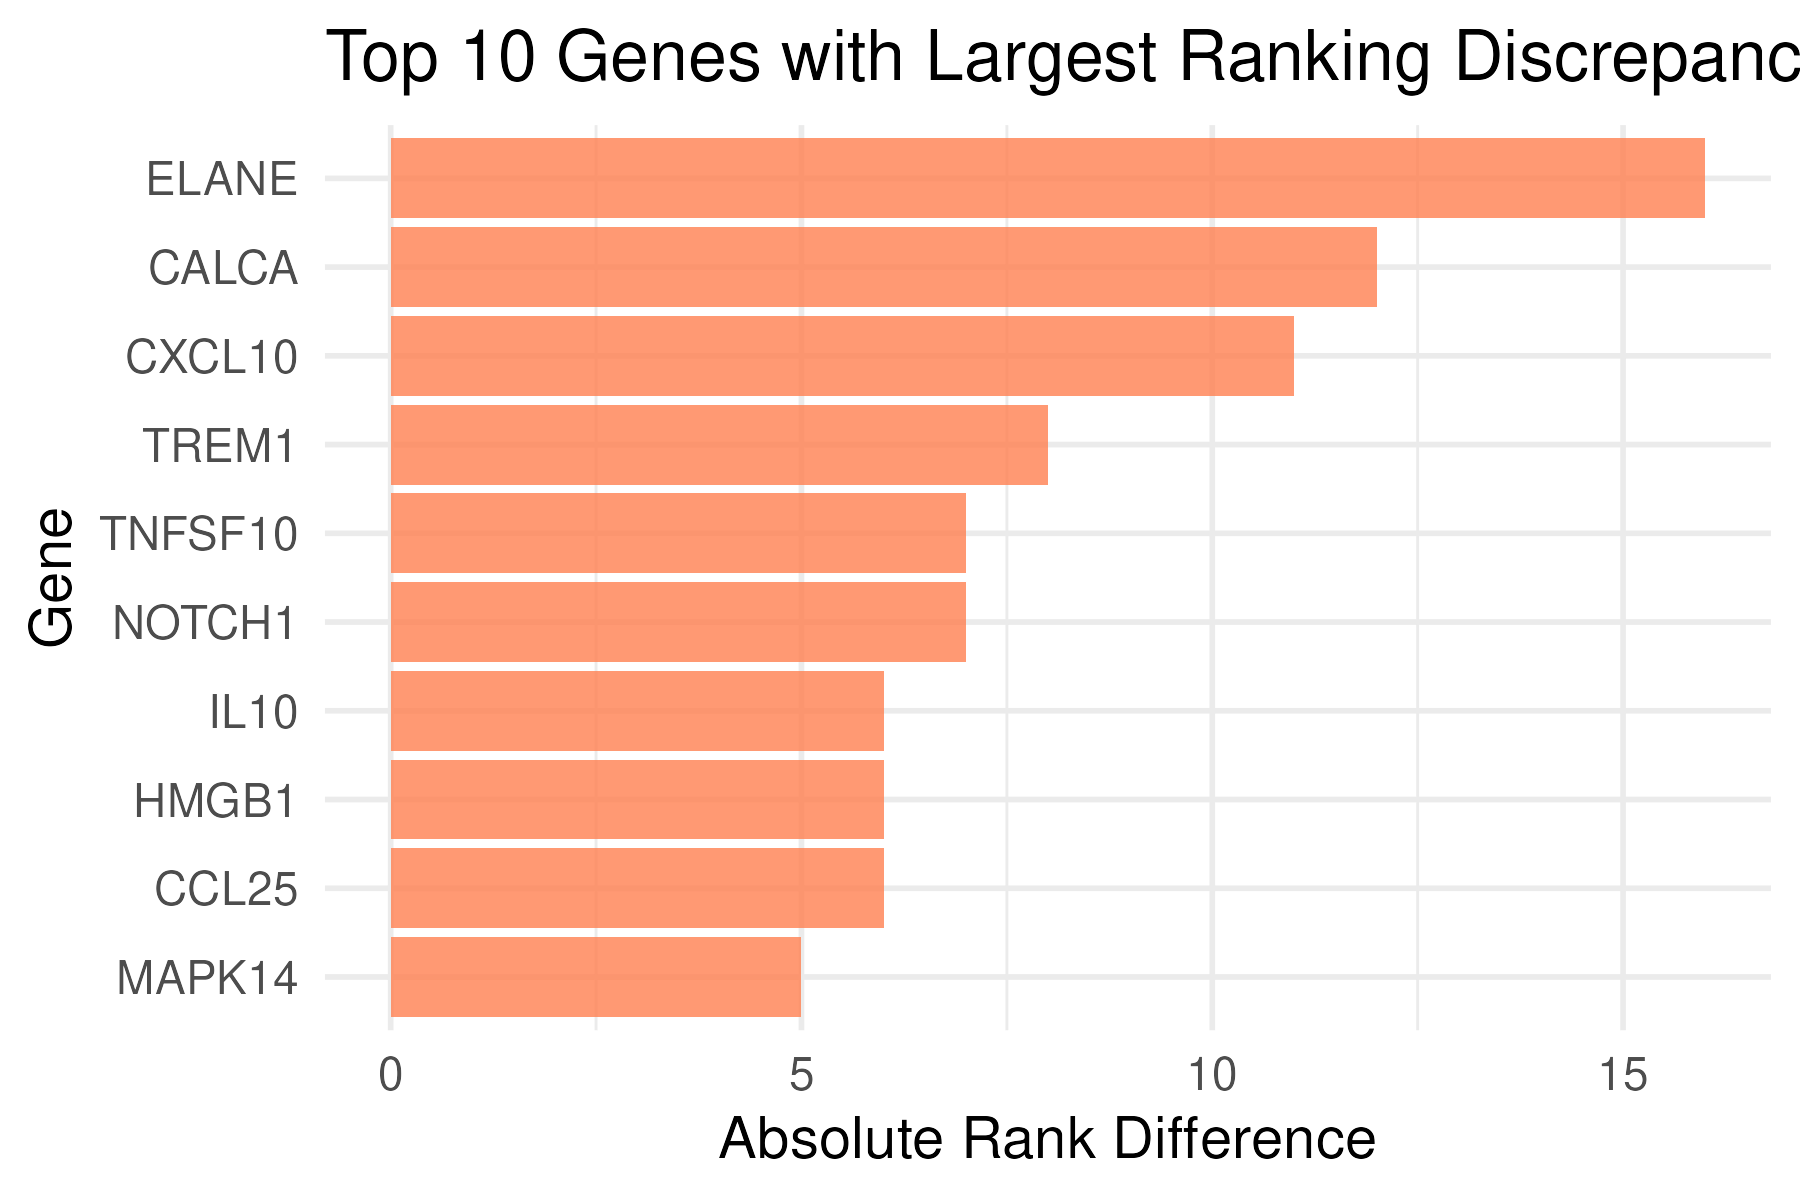 Top 10 Genes with Largest Ranking Discrepanc
ELANE
CALCA
CXCL10
TREM1
TNFSF10
NOTCH1
IL10
HMGB1
CCL25
MAPK14
Gene
0 5 10 15
Absolute Rank Difference